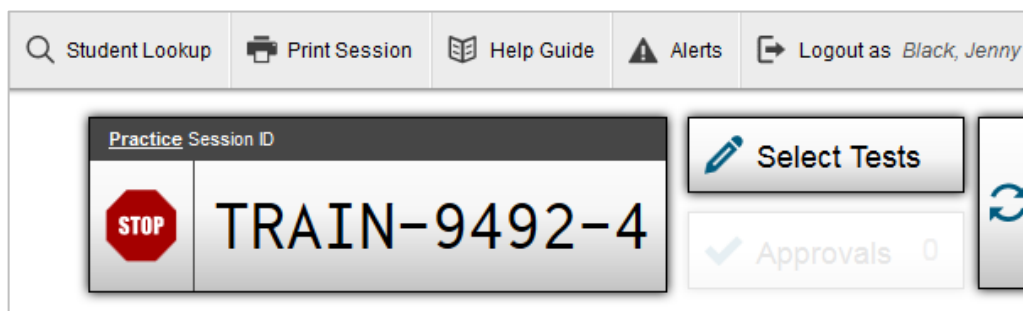 Student Lookup Print Session Help Guide Alerts Logout as Black, Jenny
Practice Session ID
STOP TRAIN-9492-4
Select Tests
Approvals 0